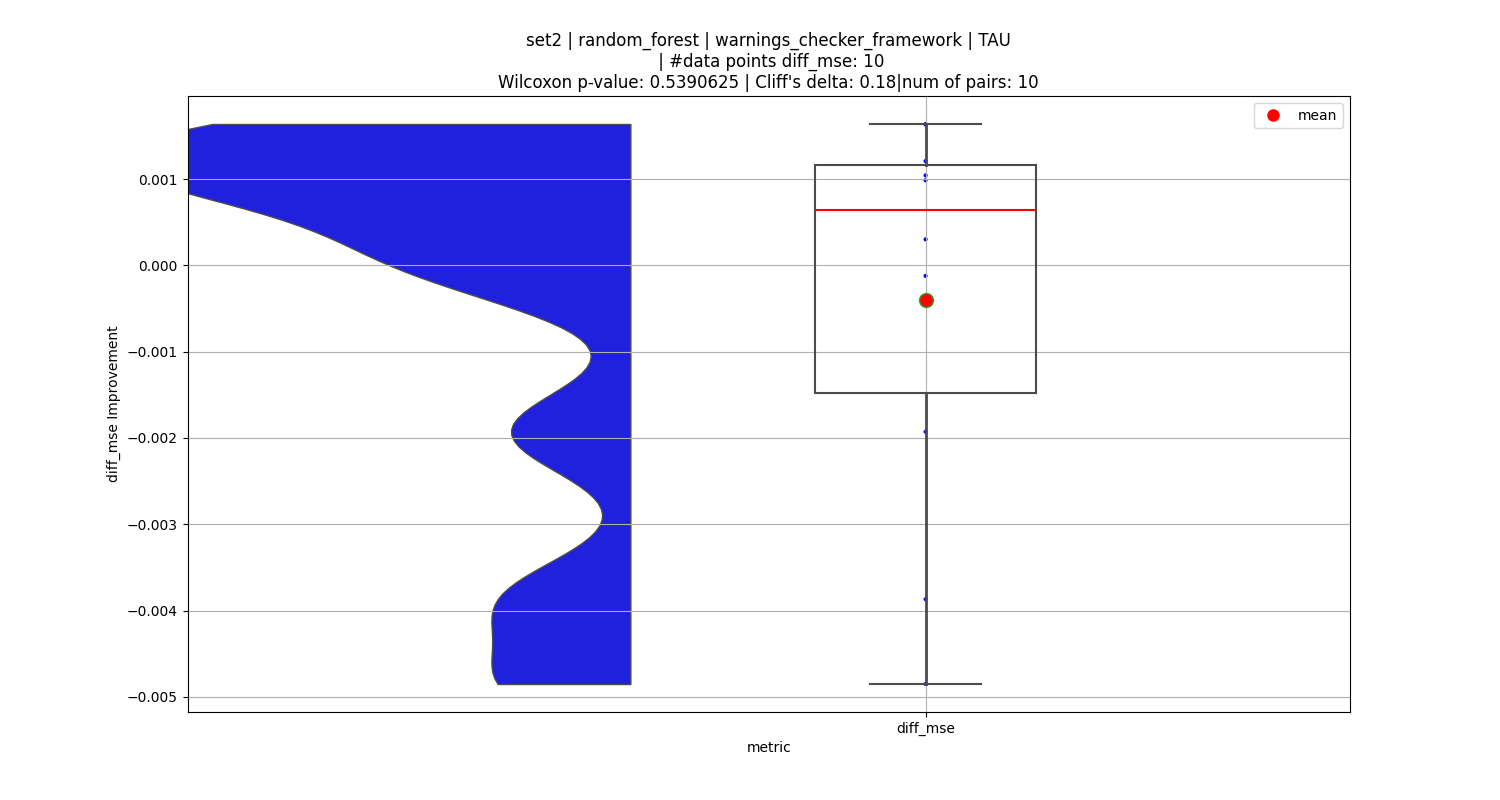 set2 | random_forest | warnings_checker_framework | TAU
| #data points diff_mse: 10
Wilcoxon p-value: 0.5390625 | Cliff's delta: 0.18|num of pairs: 10
mean
0.001
0.000
−0.001
−0.002
−0.003
−0.004
−0.005
diff_mse Improvement
diff_mse
metric